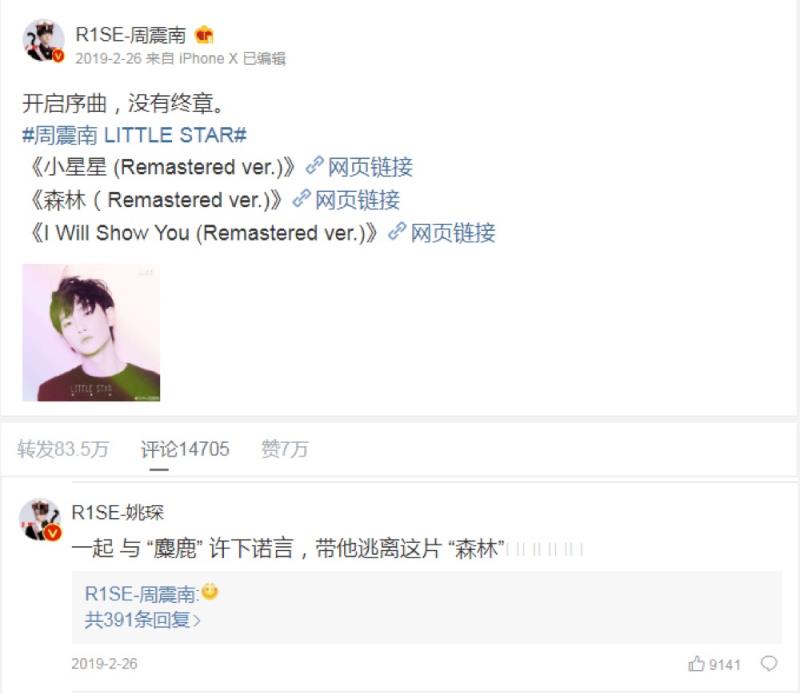 R1SE-周震南
2019-2-26 来自 iPhone X 已编辑
开启序曲，没有终章。
#周震南 LITTLE STAR#
《小星星 (Remastered ver.)》网页链接
《森林（Remastered ver.)》网页链接
《I Will Show You (Remastered ver.)》网页链接
LITTLE STAR
转发83.5万 评论14705 赞7万
R1SE-姚琛
一起 与 “麋鹿” 许下诺言，带他逃离这片 “森林”
R1SE-周震南:
共391条回复>
2019-2-26 9141